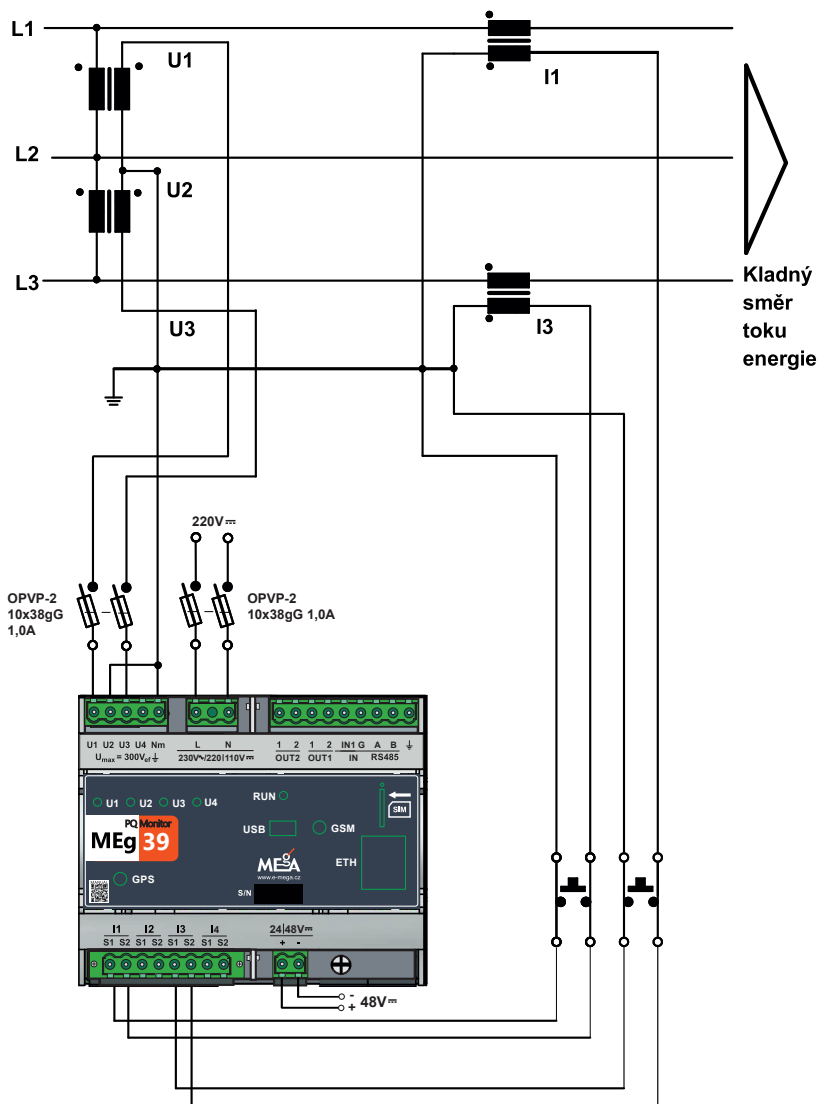 L1
U1
I1
L2
U2
L3
Kladný
směr
toku
energie
U3
I3
220V⎓
OPVP-2
10x38gG
1,0A
OPVP-2
10x38gG 1,0A
U1 U2 U3 U4 Nm
Umax = 300Vef
L N
230V~/220|110V⎓
1 2 1 2 IN1 G A B
OUT2 OUT1 IN RS485
U1 U2 U3 U4
RUN
SIM
PQ Monitor
MEg 39
USB
GSM
MEgA
www.e-mega.cz
ETH
GPS
S/N
I1 I2 I3 I4
S1 S2 S1 S2 S1 S2 S1 S2
24|48V⎓
+ -
-
+ 48V⎓